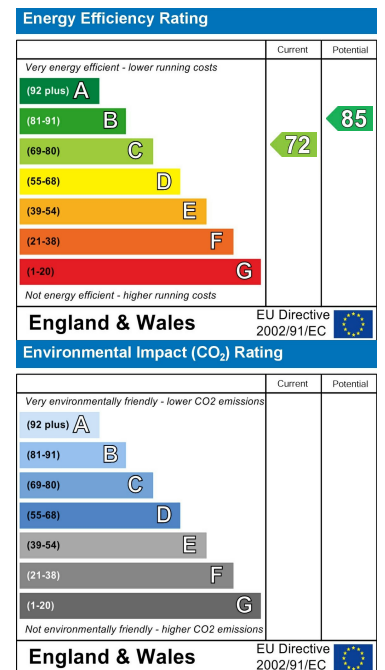 Energy Efficiency Rating
Current Potential
Very energy efficient - lower running costs
(92 plus) A
(81-91) B
85
(69-80) C
72
(55-68) D
(39-54) E
(21-38) F
(1-20) G
Not energy efficient - higher running costs
England & Wales
EU Directive
2002/91/EC
Environmental Impact (CO₂) Rating
Current Potential
Very environmentally friendly - lower CO2 emissions
(92 plus) A
(81-91) B
(69-80) C
(55-68) D
(39-54) E
(21-38) F
(1-20) G
Not environmentally friendly - higher CO2 emissions
England & Wales
EU Directive
2002/91/EC